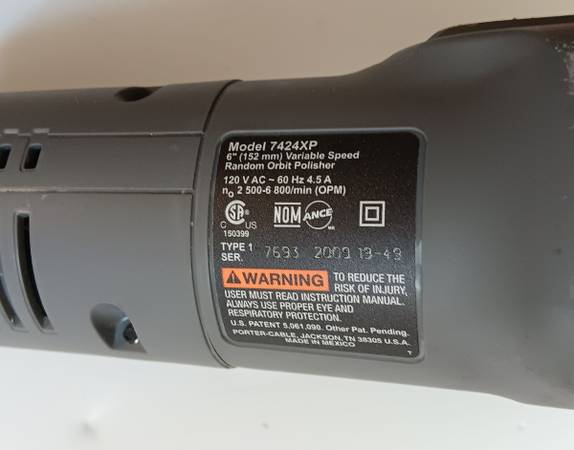 Model 7424XP
6" (152 mm) Variable Speed
Random Orbit Polisher
120 V AC ~ 60 Hz 4.5 A
no 2 500-6 800/min (OPM)
CSA C US NOM ANCE
150399
TYPE 1
SER. 7693 2009 19-49
WARNING TO REDUCE THE
RISK OF INJURY,
USER MUST READ INSTRUCTION MANUAL.
ALWAYS USE PROPER EYE AND
RESPIRATORY PROTECTION.
U.S. PATENT 5,061,090. Other Pat. Pending.
PORTER-CABLE, JACKSON, TN 38305 U.S.A.
MADE IN MEXICO
T